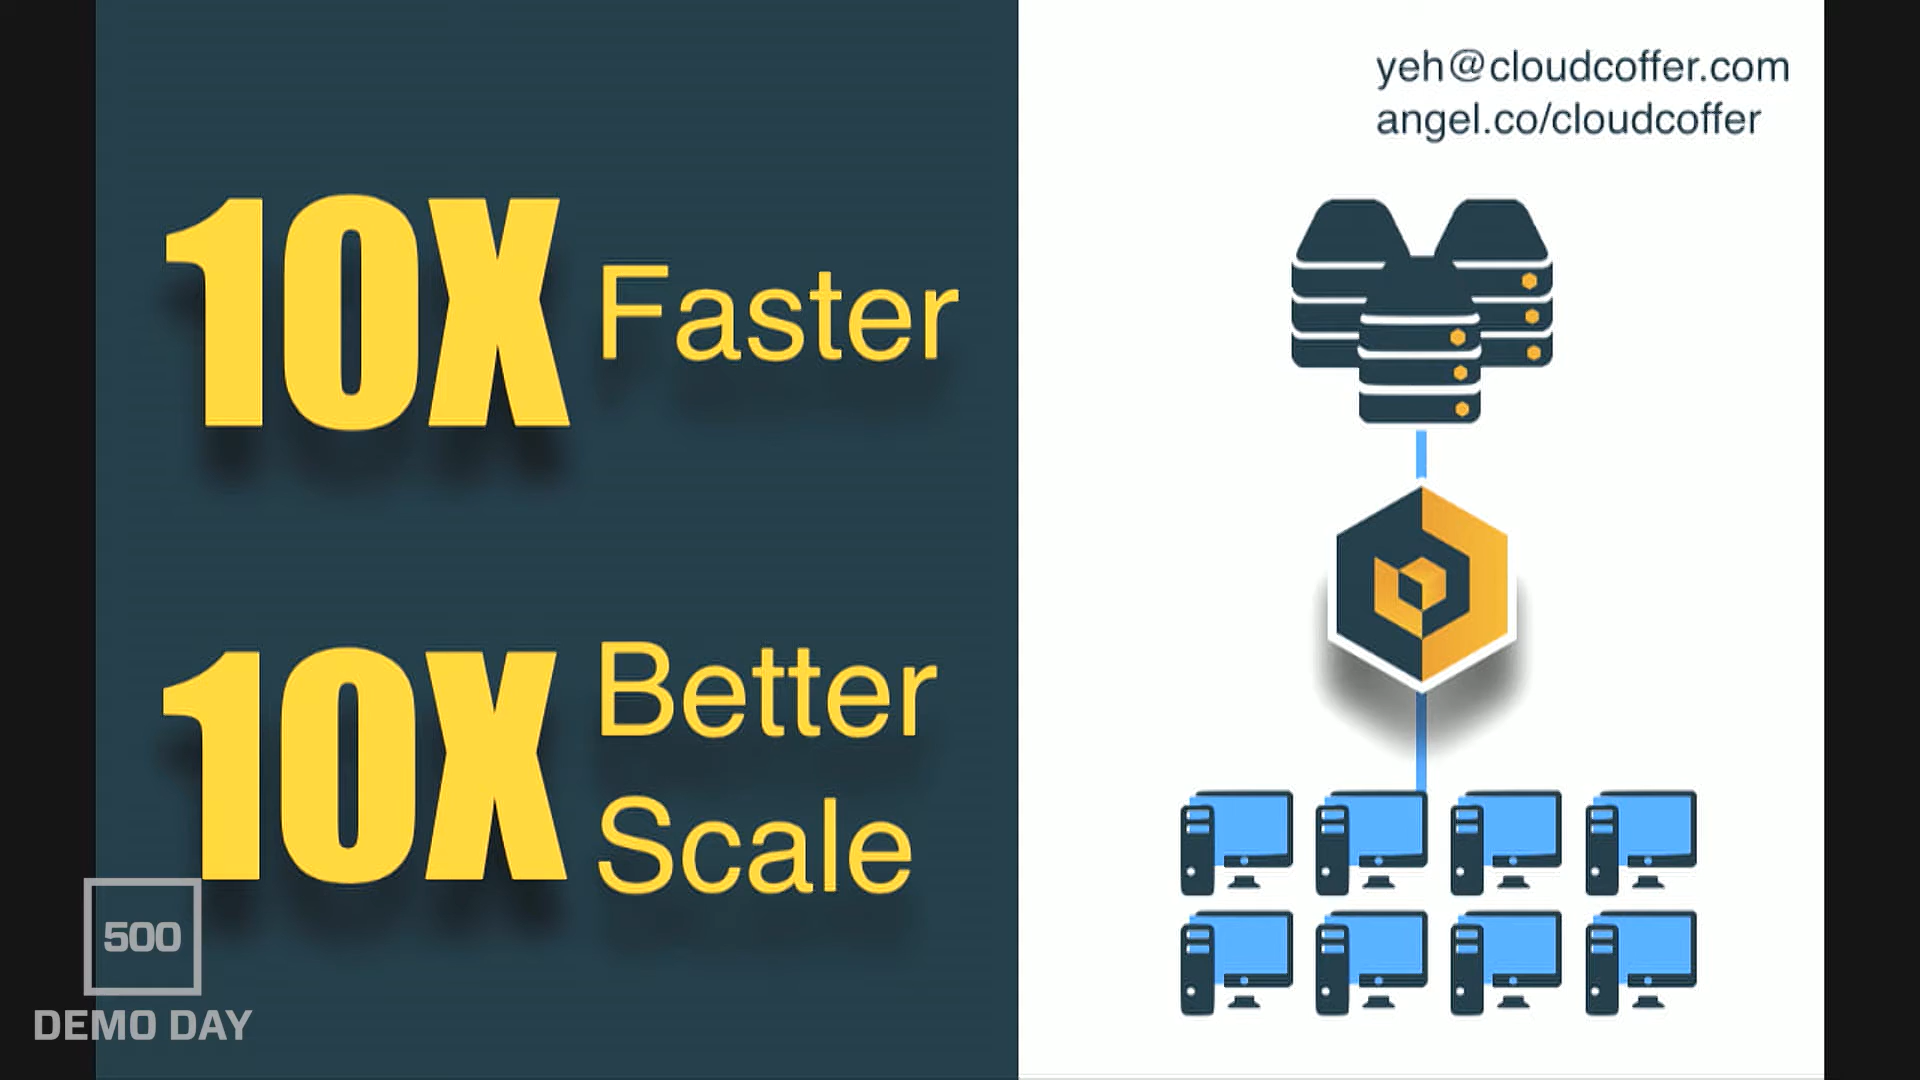 10X Faster
10X Better
Scale
yeh@cloudcoffer.com
angel.co/cloudcoffer
500
DEMO DAY